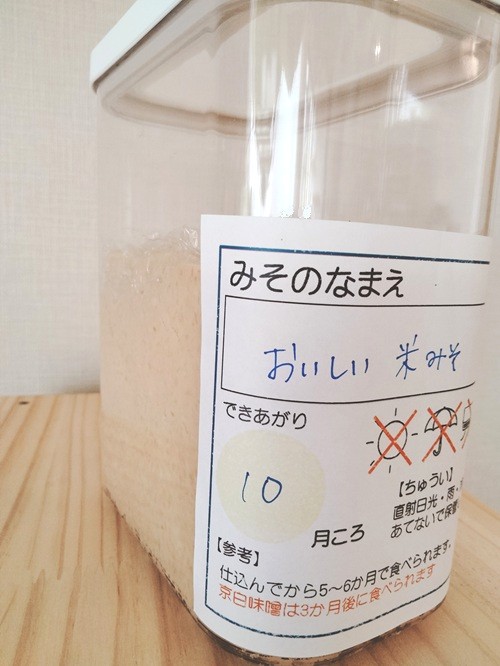 みそのなまえ
おいしい 米みそ
できあがり
10
月ころ
【ちゅうい】
直射日光・雨・
あてないで保
【参考】
仕込んでから5～6か月で食べられます。
京白味噌は3か月後に食べられます